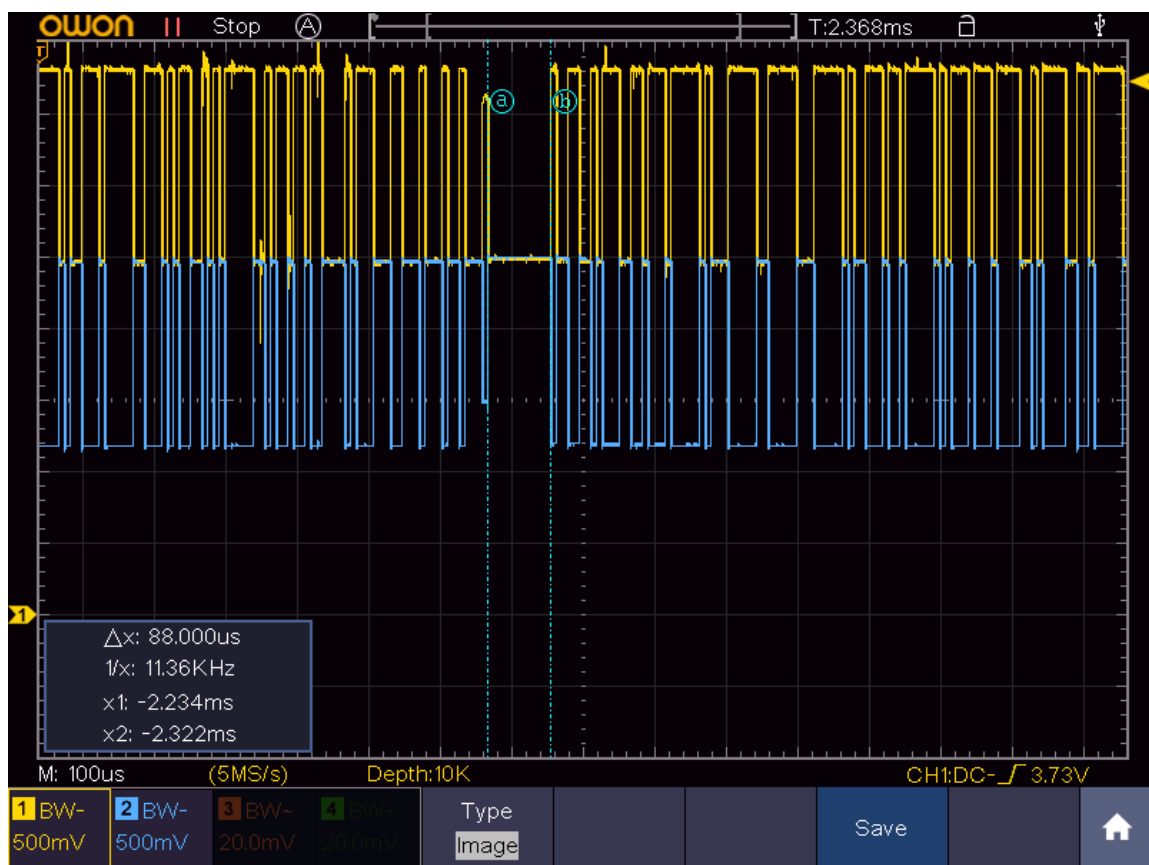 owon Stop A T:2.368ms
T
a b
1
△x: 88.000us
1/x: 11.36KHz
x1: -2.234ms
x2: -2.322ms
M: 100us (5MS/s) Depth:10K CH1:DC- 3.73V
1 BW- 2 BW- 3 BW~ 4 BW~ Type Save
500mV 500mV 20.0mV 20.0mV Image